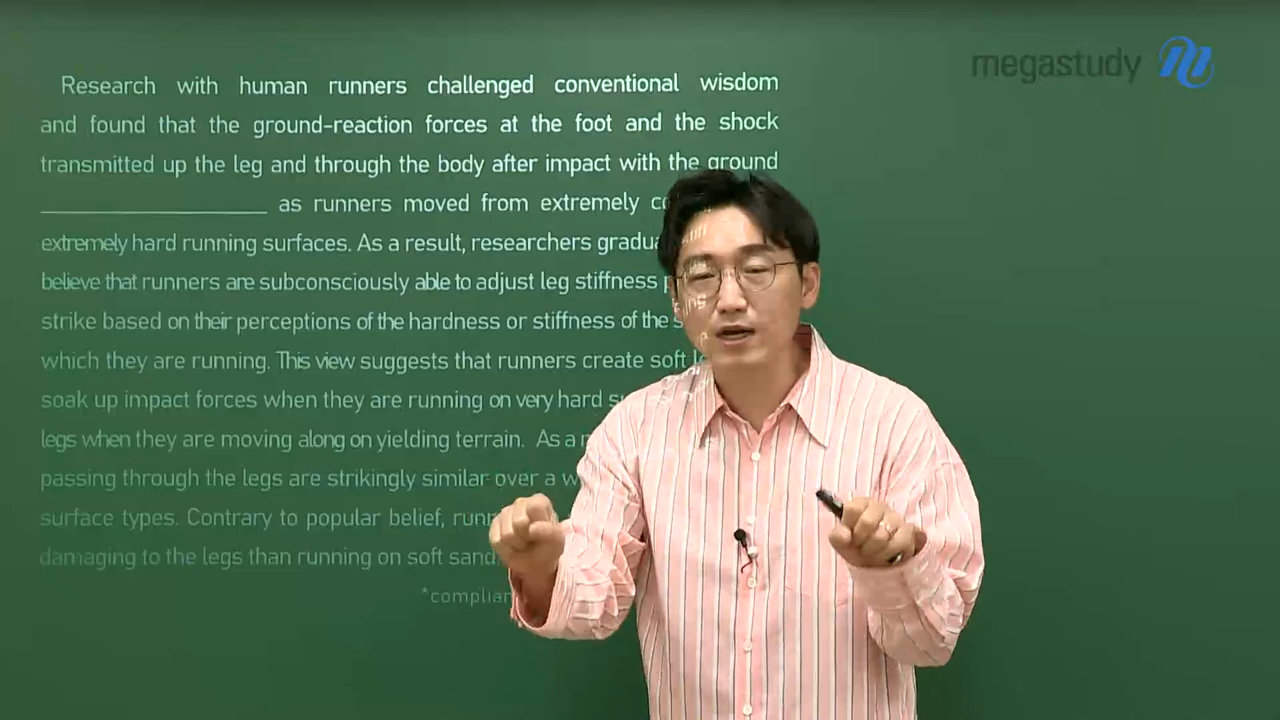 megastudy
Research with human runners challenged conventional wisdom
and found that the ground-reaction forces at the foot and the shock
transmitted up the leg and through the body after impact with the ground
as runners moved from extremely
extremely hard running surfaces. As a result, researchers
believe that runners are subconsciously able to adjust leg stiffness
strike based on their perceptions of the hardness or stiffness of the
which they are running. This view suggests that runners create soft
soak up impact forces when they are running on very hard
legs when they are moving along on yielding terrain. As a
passing through the legs are strikingly similar over a
surface types. Contrary to popular belief,
damaging to the legs than running on soft sand